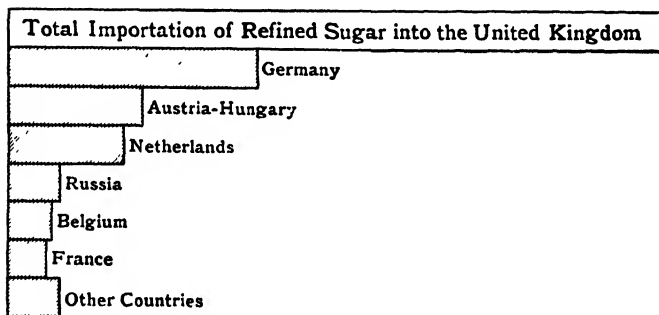 Total Importation of Refined Sugar into the United Kingdom
Germany
Austria-Hungary
Netherlands
Russia
Belgium
France
Other Countries